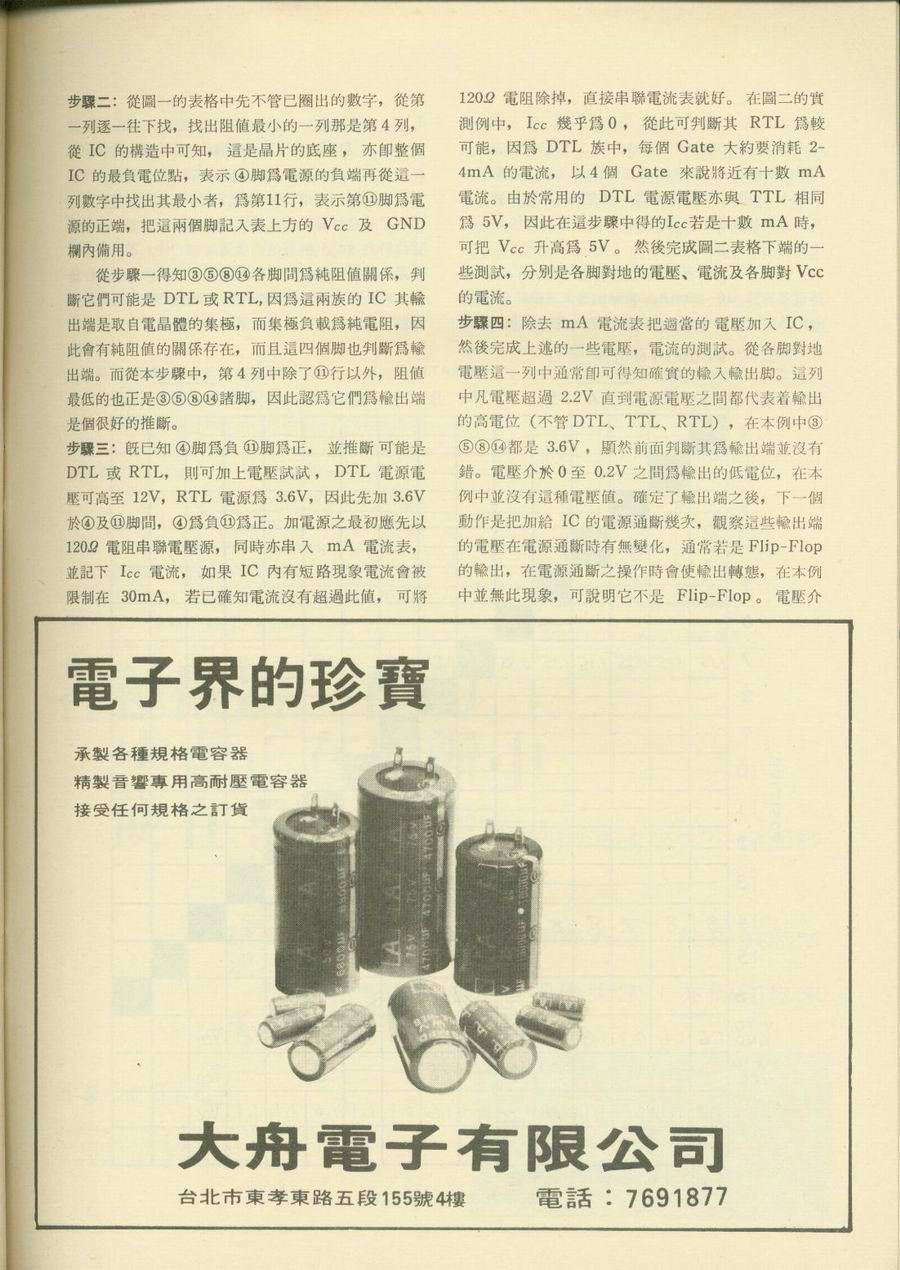 步驟二：從圖一的表格中先不管已圈出的數字，從第
一列逐一往下找，找出阻值最小的一列那是第 4 列，
從 IC 的構造中可知，這是晶片的底座，亦卽整個
IC 的最負電位點，表示④脚爲電源的負端再從這一
列數字中找出其最小者，爲第11行，表示第⑪脚爲電
源的正端，把這兩個脚記入表上方的 Vcc 及 GND
欄內備用。
從步驟一得知③⑤⑧⑭各脚間爲純阻值關係，判
斷它們可能是 DTL 或 RTL,因爲這兩族的 IC 其輸
出端是取自電晶體的集極，而集極負載爲純電阻，因
此會有純阻值的關係存在，而且這四個脚也判斷爲輸
出端。而從本步驟中，第 4 列中除了⑪行以外，阻值
最低的也正是③⑤⑧⑭諸脚，因此認爲它們爲輸出端
是個很好的推斷。
步驟三：旣已知 ④脚爲負 ⑪脚爲正，並推斷 可能是
DTL 或 RTL，則可加上電壓試試，DTL 電源電
壓可高至 12V，RTL 電源爲 3.6V，因此先加 3.6V
於④及⑪脚間，④爲負⑪爲正。加電源之最初應先以
120Ω 電阻串聯電壓源，同時亦串入 mA 電流表，
並記下 Icc 電流，如果 IC 內有短路現象電流會被
限制在 30mA，若已確知電流沒有超過此値，可將
120Ω 電阻除掉，直接串聯電流表就好。在圖二的實
測例中，Icc 幾乎爲 0，從此可判斷其 RTL 爲較
可能，因爲 DTL 族中，每個 Gate 大約要消耗 2-
4mA 的電流，以 4 個 Gate 來說將近有十數 mA
電流。由於常用的 DTL 電源電壓亦與 TTL 相同
爲 5V，因此在這步驟中得的Icc若是十數 mA 時，
可把 Vcc 升高爲 5V。然後完成圖二表格下端的一
些測試，分別是各脚對地的電壓、電流及各脚對 Vcc
的電流。
步驟四：除去 mA 電流表把適當的電壓加入 IC，
然後完成上述的一些電壓，電流的測試。從各脚對地
電壓這一列中通常卽可得知確實的輸入輸出脚。這列
中凡電壓超過 2.2V 直到電源電壓之間都代表着輸出
的高電位（不管 DTL、TTL、RTL），在本例中③
⑤⑧⑭都是 3.6V，顯然前面判斷其爲輸出端並沒有
錯。電壓介於 0 至 0.2V 之間爲輸出的低電位，在本
例中並沒有這種電壓值。確定了輸出端之後，下一個
動作是把加給 IC 的電源通斷幾次，觀察這些輸出端
的電壓在電源通斷時有無變化，通常若是 Flip-Flop
的輸出，在電源通斷之操作時會使輸出轉態，在本例
中並無此現象，可說明它不是 Flip-Flop。電壓介
電子界的珍寶
承製各種規格電容器
精製音響專用高耐壓電容器
接受任何規格之訂貨
75V
4700uF 4700uF
6800uF
大舟電子有限公司
台北市東孝東路五段155號4樓 電話：7691877